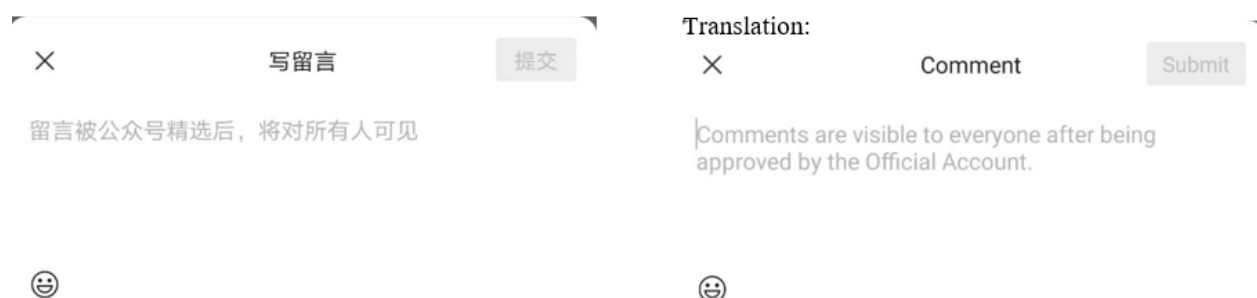 写留言
提交
留言被公众号精选后，将对所有人可见
Translation:
Comment
Submit
Comments are visible to everyone after being
approved by the Official Account.